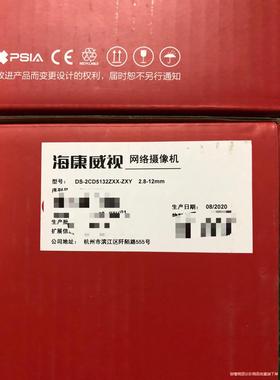 PSIA
改进产品而变更设计的权利，届时恕不另行通知
海康威视 网络摄像机
型号： DS-2CD5132ZXX-ZXY 2.8-12mm
生产日期： 08/2020
扩展信
公司地址： 杭州市滨江区阡陌路555号